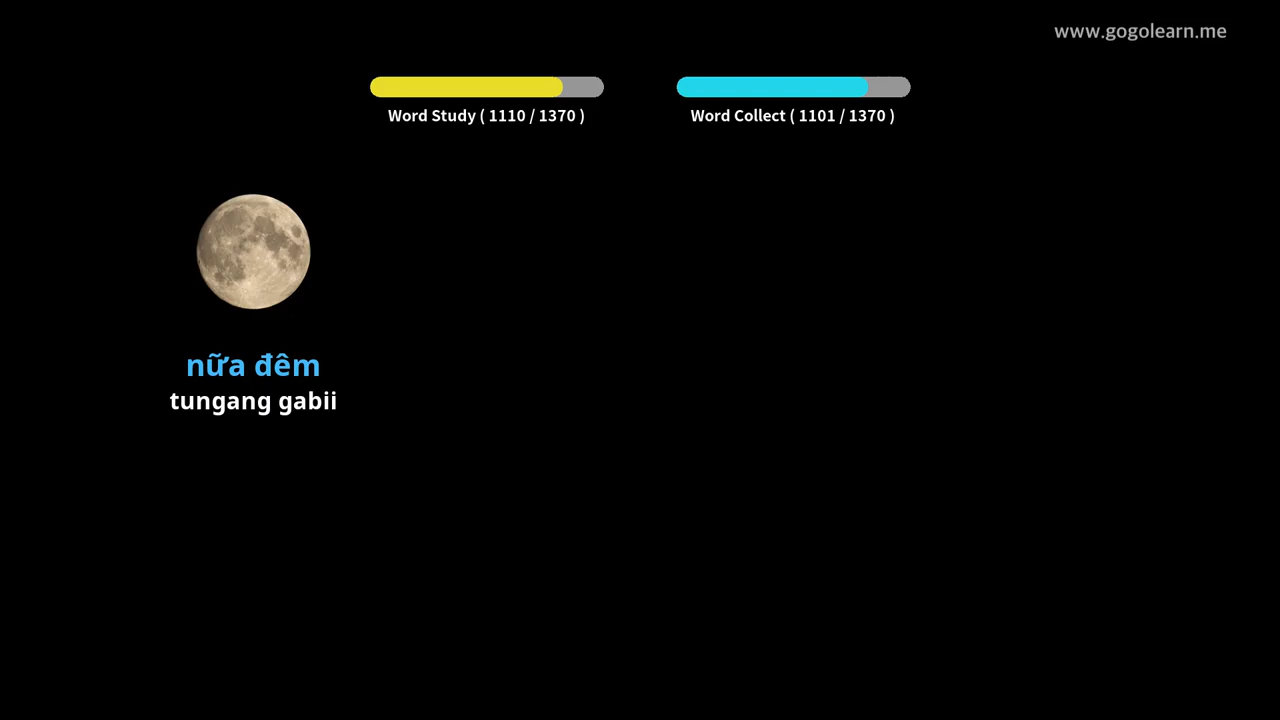 www.gogolearn.me
Word Study ( 1110 / 1370 )
Word Collect ( 1101 / 1370 )
nữa đêm
tungang gabii